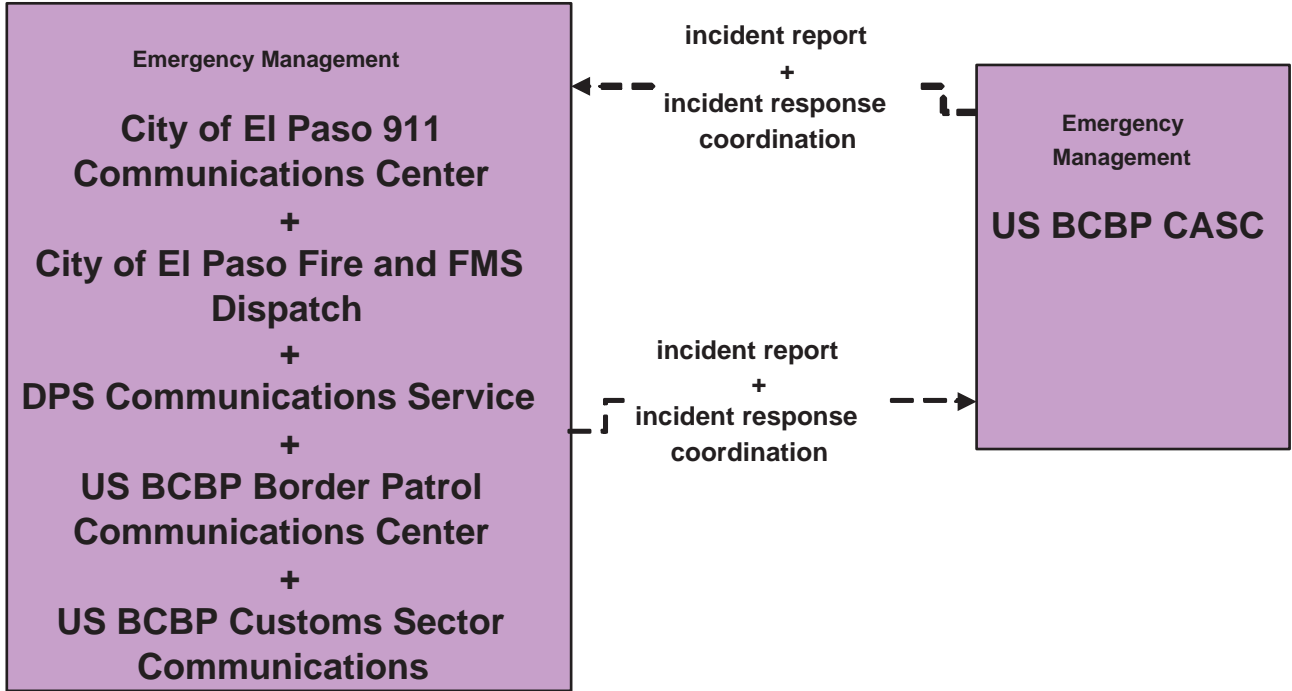 Emergency Management
City of El Paso 911
Communications Center
+
City of El Paso Fire and FMS
Dispatch
+
DPS Communications Service
+
US BCBP Border Patrol
Communications Center
+
US BCBP Customs Sector
Communications
incident report
+
incident response
coordination
incident report
+
incident response
coordination
Emergency
Management
US BCBP CASC